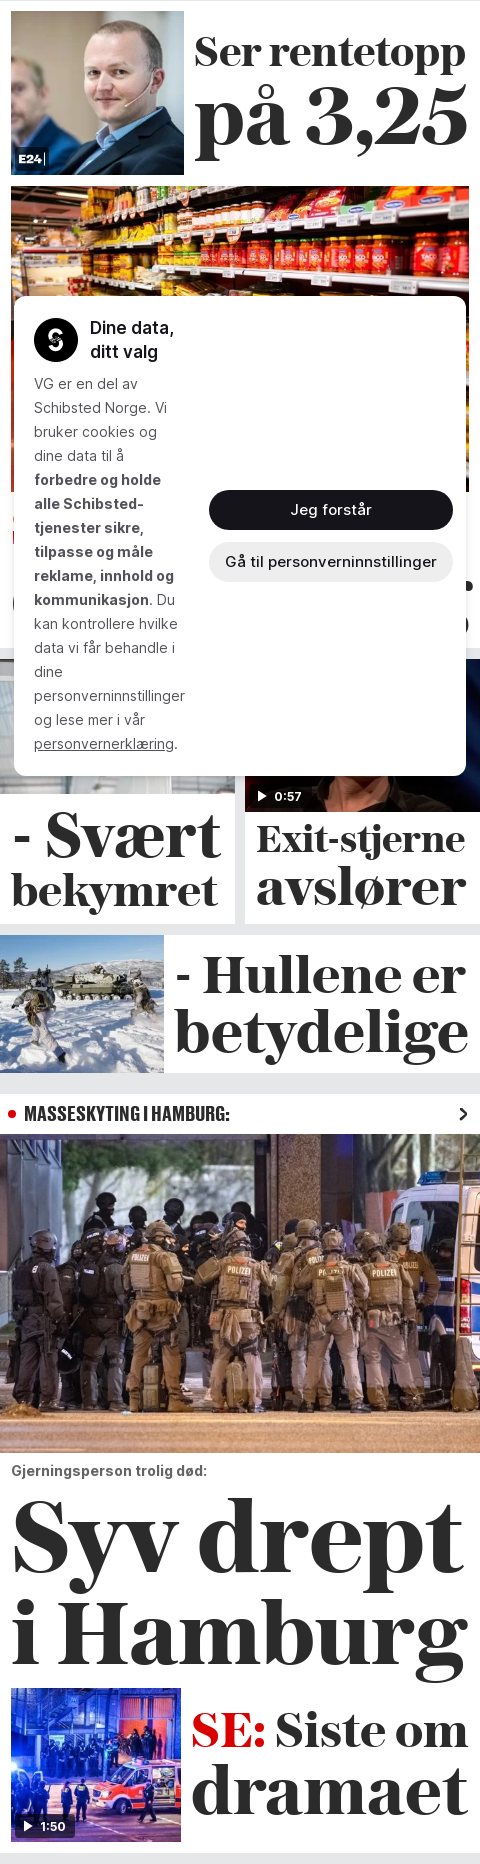 Ser rentetopp
på 3,25
E24
Dine data,
ditt valg
VG er en del av
Schibsted Norge. Vi
bruker cookies og
dine data til å
forbedre og holde
alle Schibsted-
tjenester sikre,
tilpasse og måle
reklame, innhold og
kommunikasjon. Du
kan kontrollere hvilke
data vi får behandle i
dine
personverninnstillinger
og lese mer i vår
personvernerklæring.
Jeg forstår
Gå til personverninnstillinger
0:57
- Svært
bekymret
Exit-stjerne
avslører
- Hullene er
betydelige
MASSESKYTING I HAMBURG:
POLIZEI
POLIZEI
POLIZEI
POLIZEI
Gjerningsperson trolig død:
Syv drept
i Hamburg
SE: Siste om
dramaet
1:50